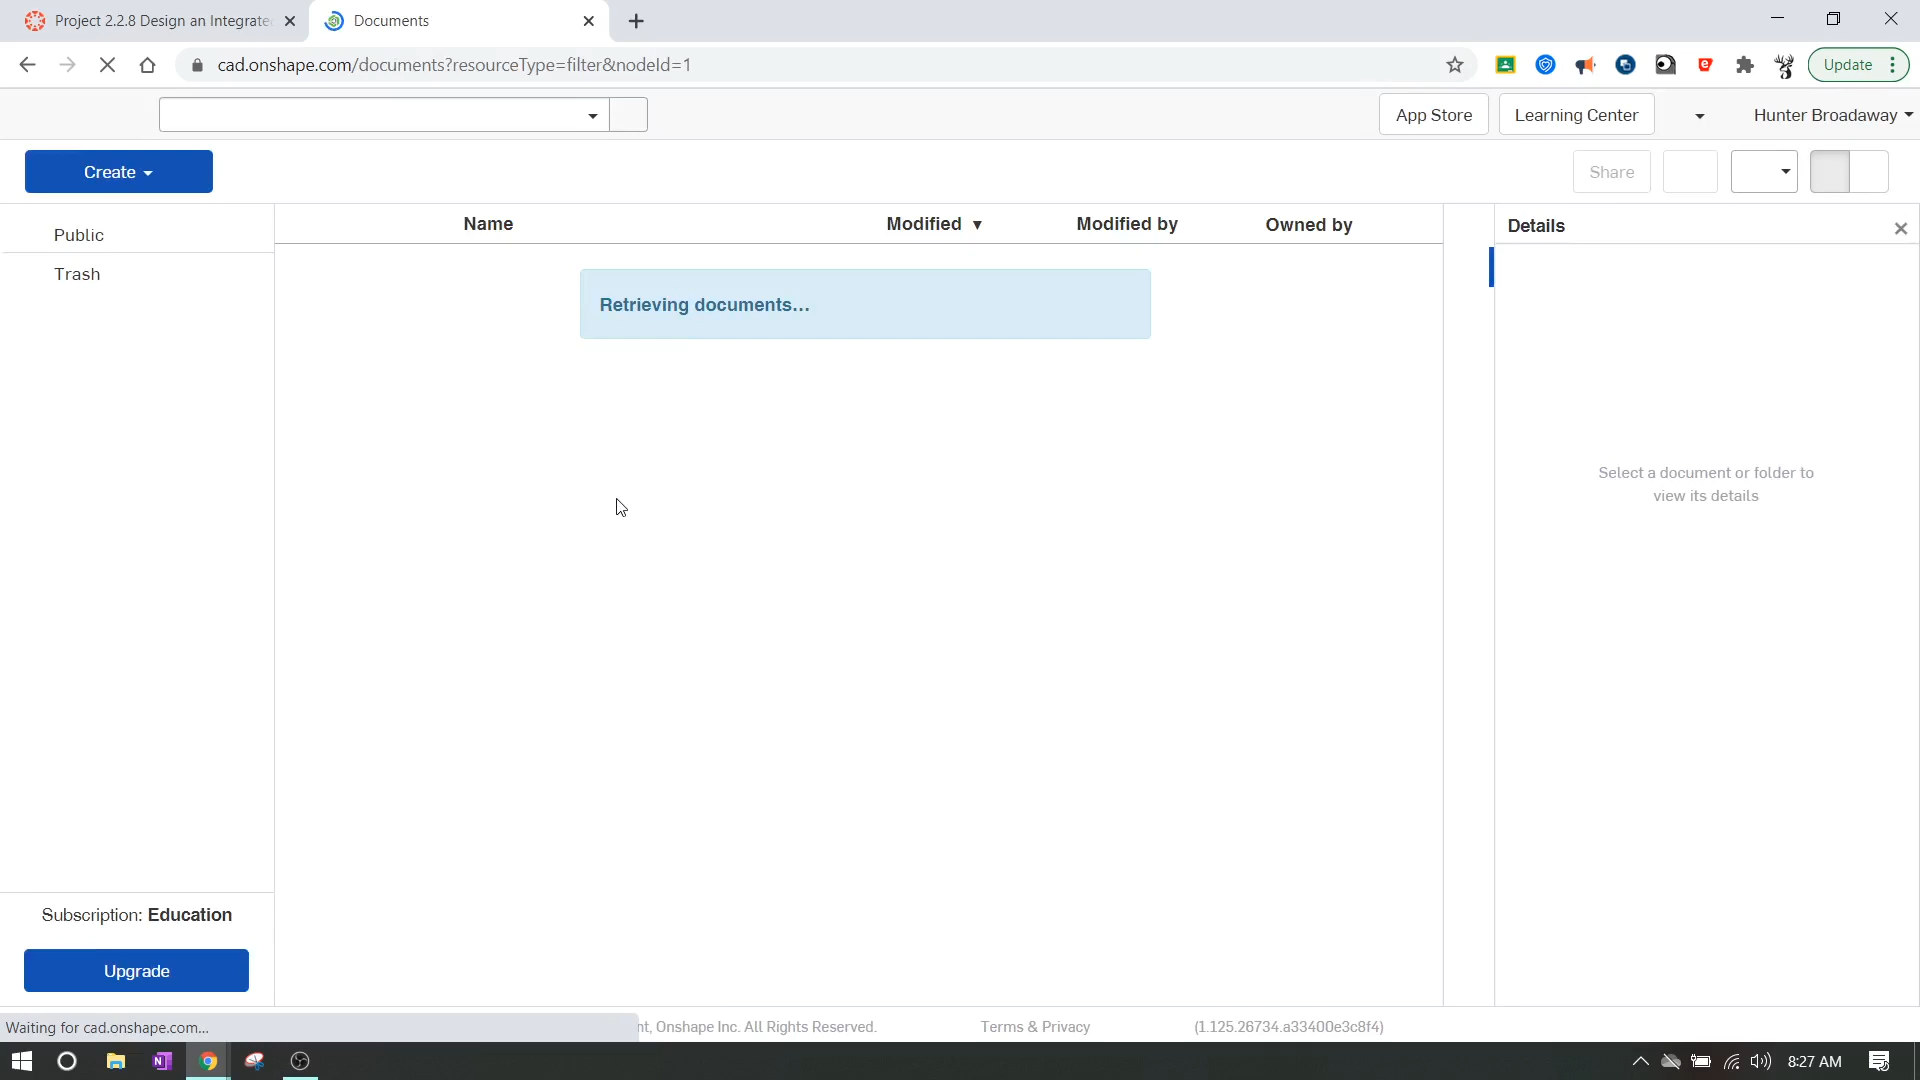 Project 2.2.8 Design an Integrate
Documents
cad.onshape.com/documents?resourceType=filter&nodeId=1
Update
App Store
Learning Center
Hunter Broadaway
Create
Share
Public
Trash
Name
Modified ▼
Modified by
Owned by
Details
Retrieving documents...
Select a document or folder to
view its details
Subscription: Education
Upgrade
Waiting for cad.onshape.com...
nt, Onshape Inc. All Rights Reserved.
Terms & Privacy
(1.125.26734.a33400e3c8f4)
8:27 AM